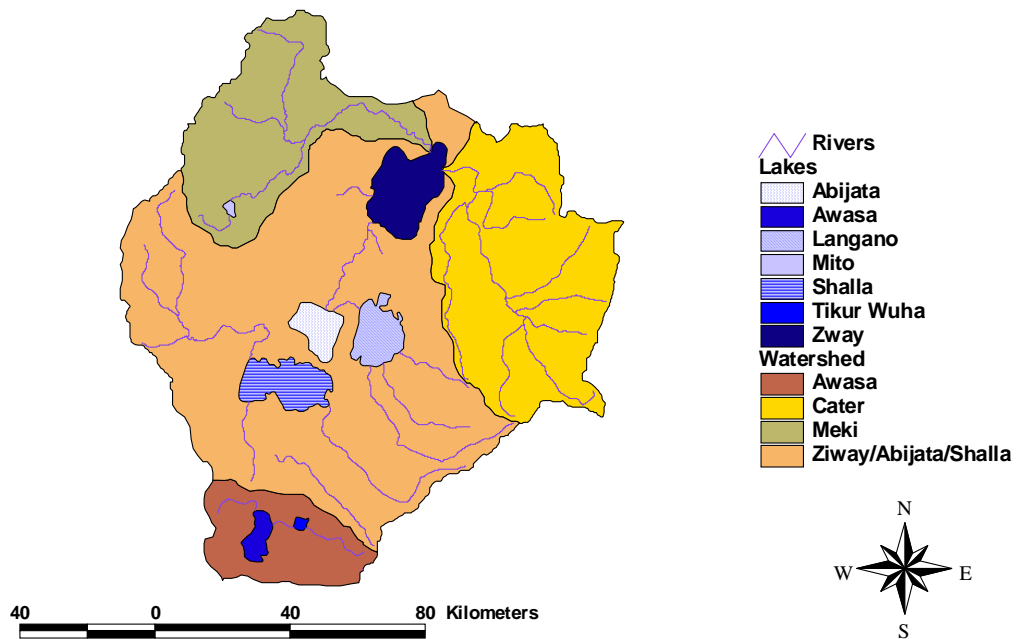 Rivers
Lakes
Abijata
Awasa
Langano
Mito
Shalla
Tikur Wuha
Zway
Watershed
Awasa
Cater
Meki
Ziway/Abijata/Shalla
N
W E
S
40 0 40 80 Kilometers